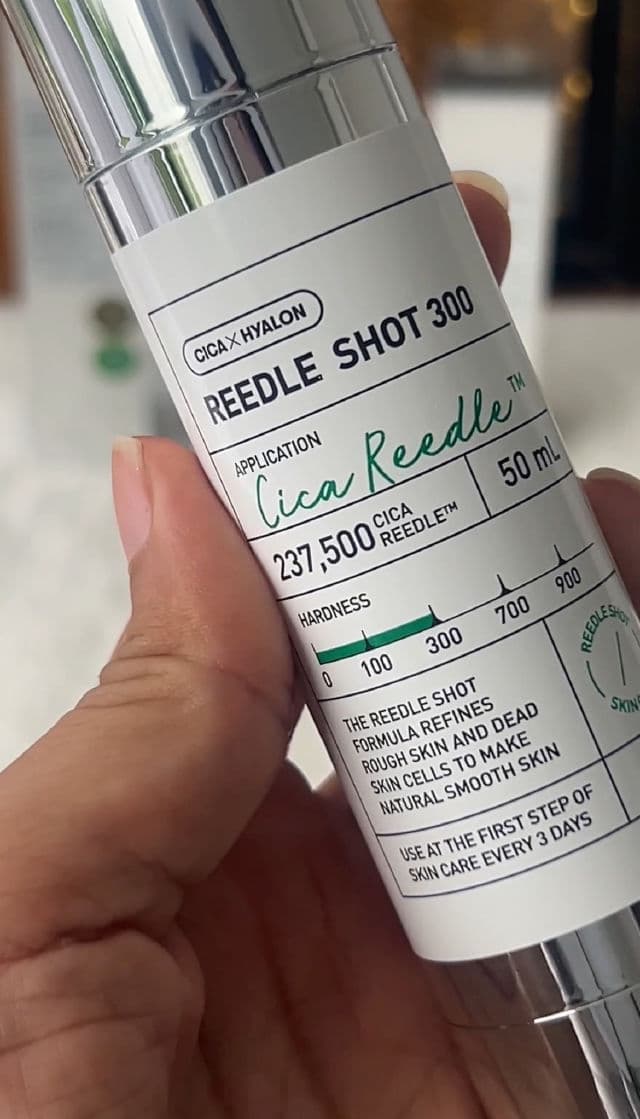 CICA X HYALON
REEDLE SHOT 300
APPLICATION
Cica Reedle™
237,500 CICA REEDLE™
50 mL
HARDNESS
0 100 300 700 900
THE REEDLE SHOT
FORMULA REFINES
ROUGH SKIN AND DEAD
SKIN CELLS TO MAKE
NATURAL SMOOTH SKIN
REEDLE SHOT
SKIN
USE AT THE FIRST STEP OF
SKIN CARE EVERY 3 DAYS